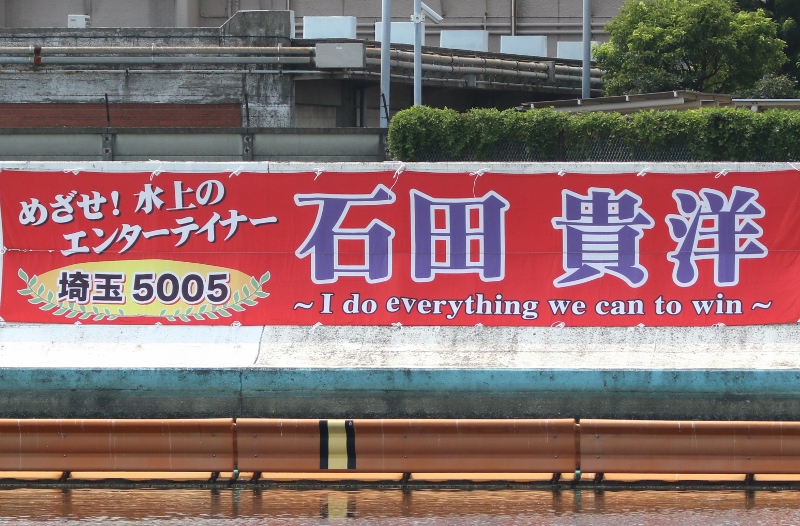 めざせ! 水上の
エンターテイナー
埼玉 5005
石田 貴洋
~ I do everything we can to win ~